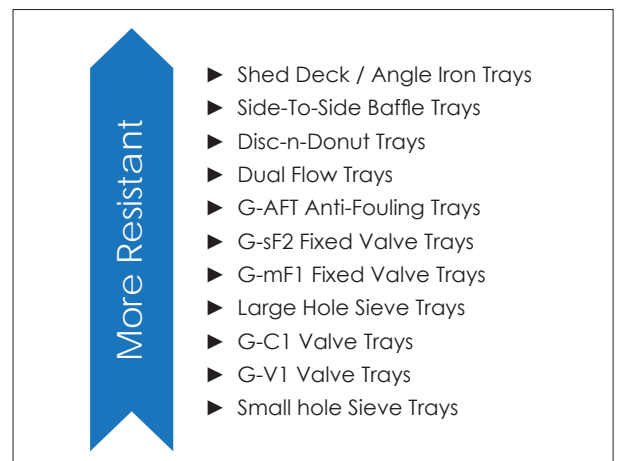 More Resistant
► Shed Deck / Angle Iron Trays
► Side-To-Side Baffle Trays
► Disc-n-Donut Trays
► Dual Flow Trays
► G-AFT Anti-Fouling Trays
► G-sF2 Fixed Valve Trays
► G-mF1 Fixed Valve Trays
► Large Hole Sieve Trays
► G-C1 Valve Trays
► G-V1 Valve Trays
► Small hole Sieve Trays